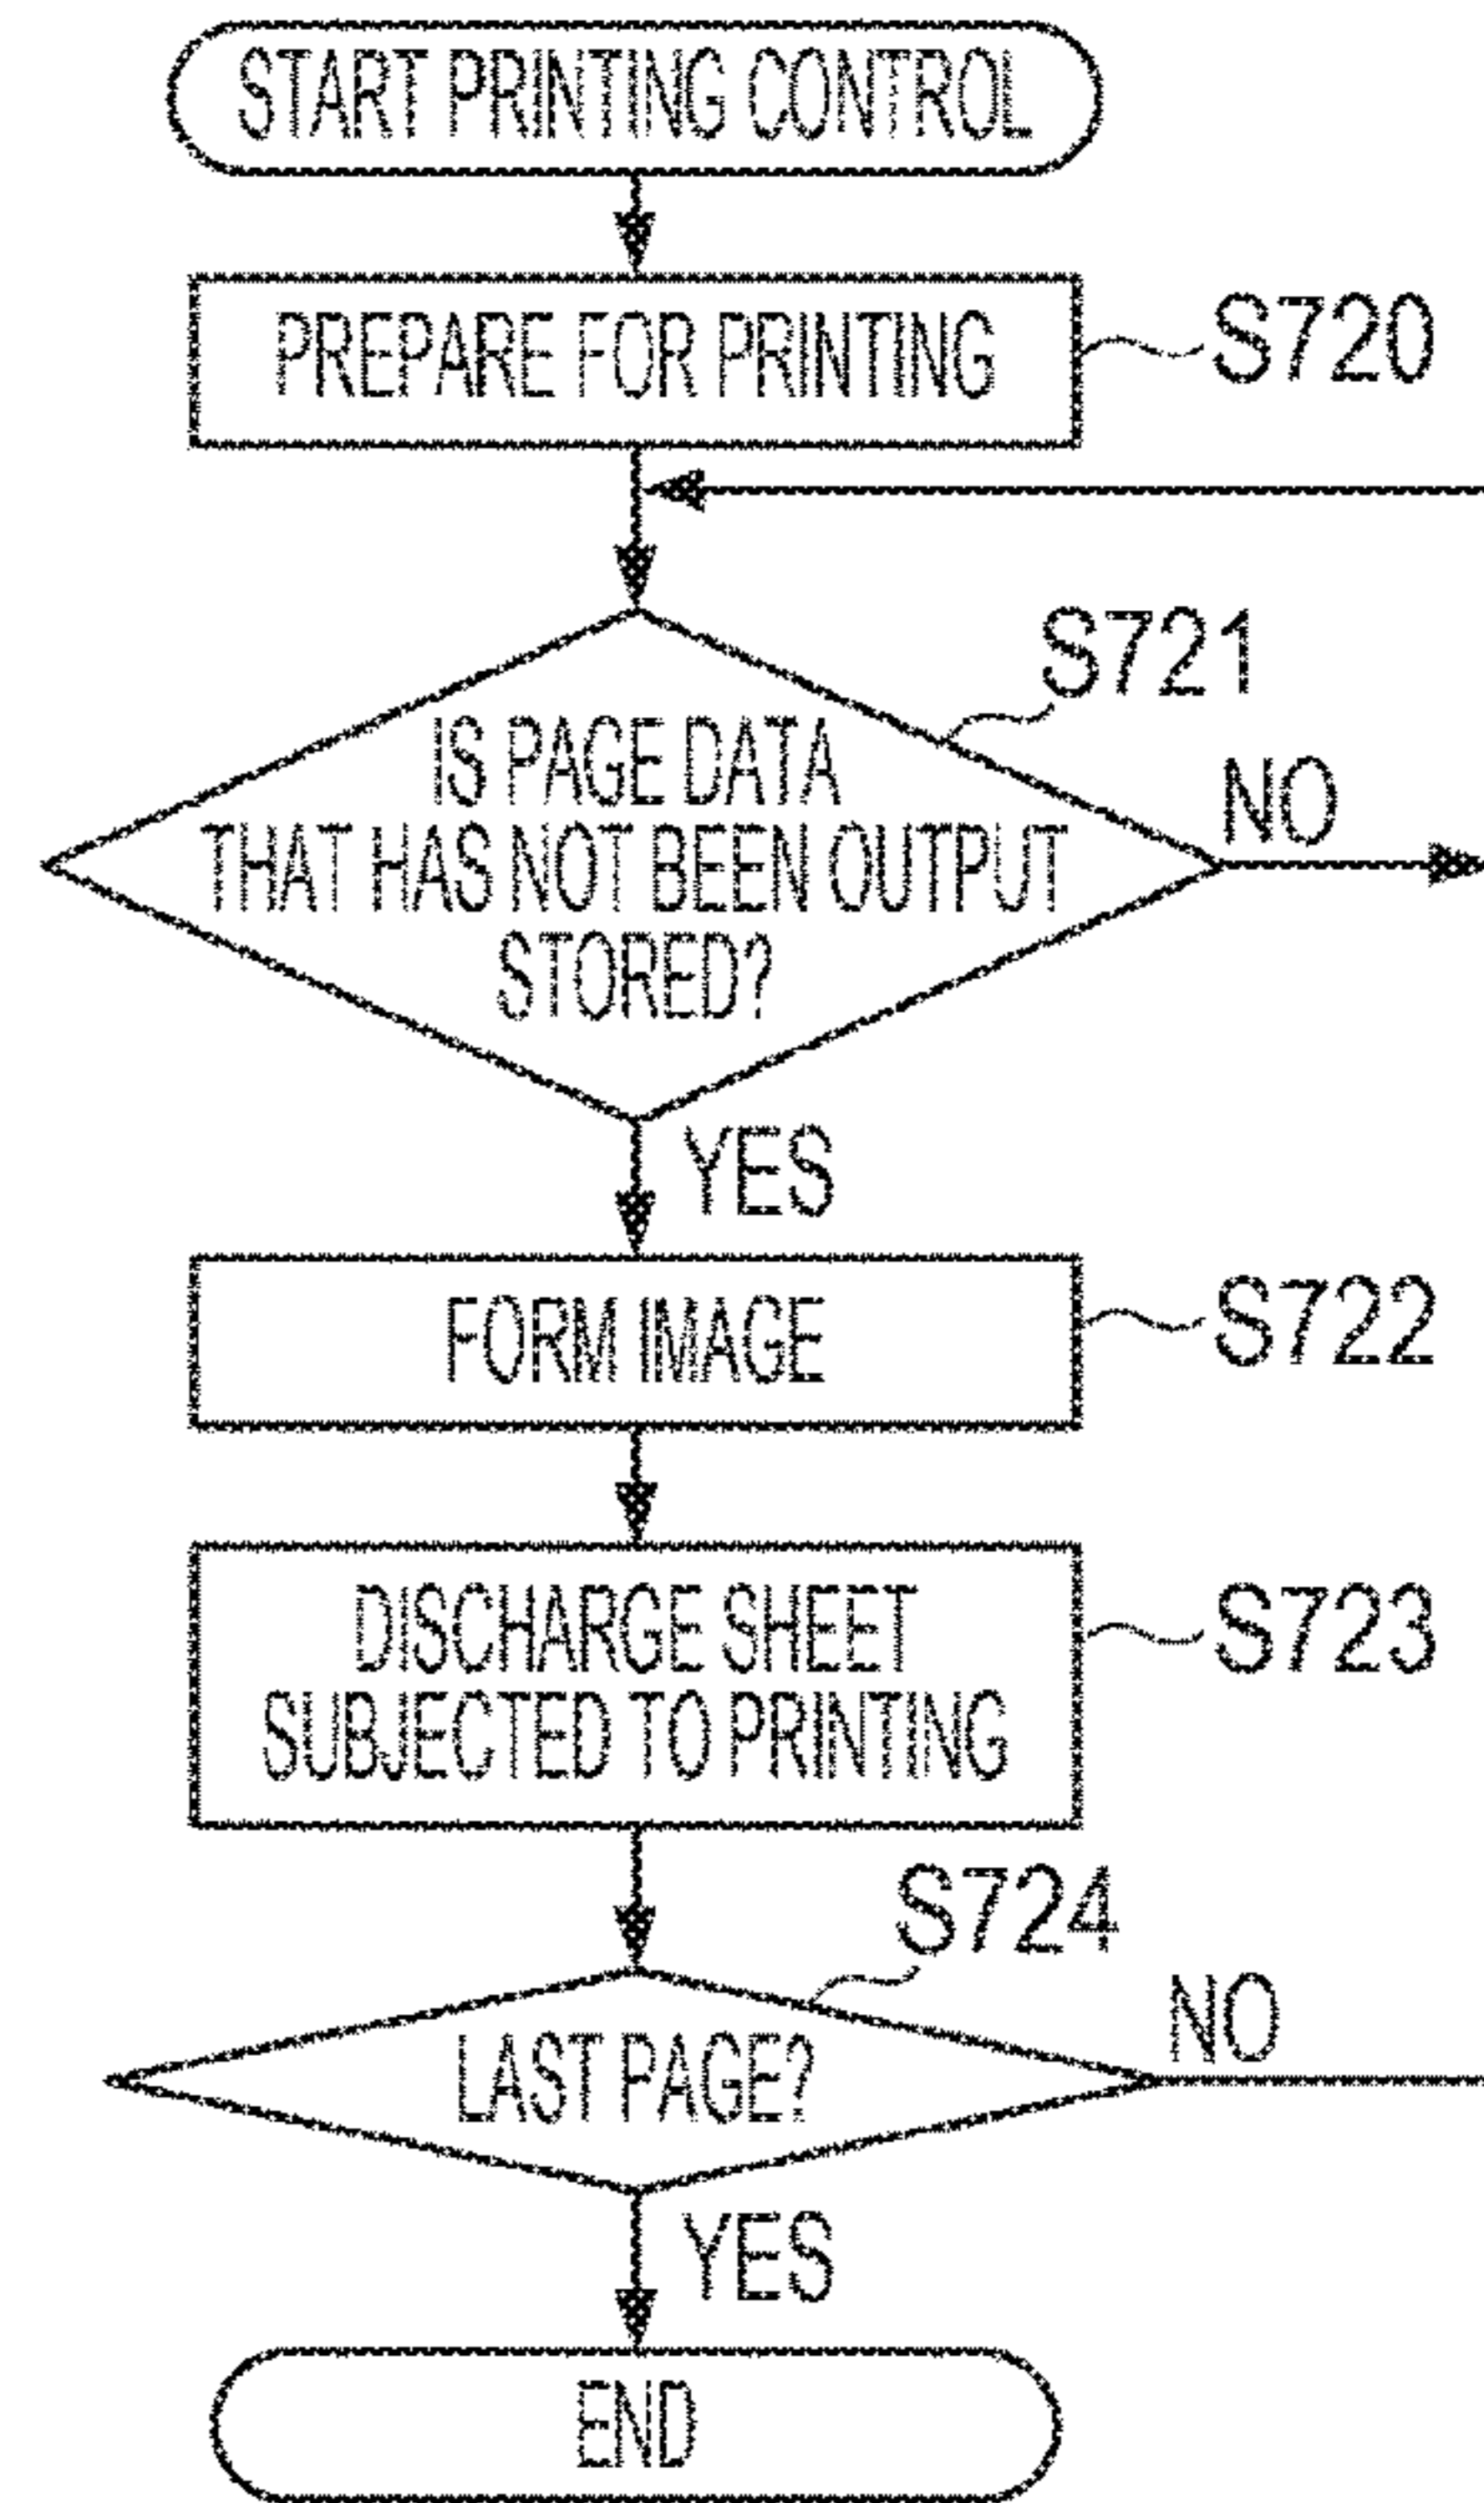 START PRINTING CONTROL
PREPARE FOR PRINTING
S720
S721
IS PAGE DATA
THAT HAS NOT BEEN OUTPUT
STORED?
NO
YES
FORM IMAGE
S722
DISCHARGE SHEET
SUBJECTED TO PRINTING
S723
S724
LAST PAGE?
NO
YES
END